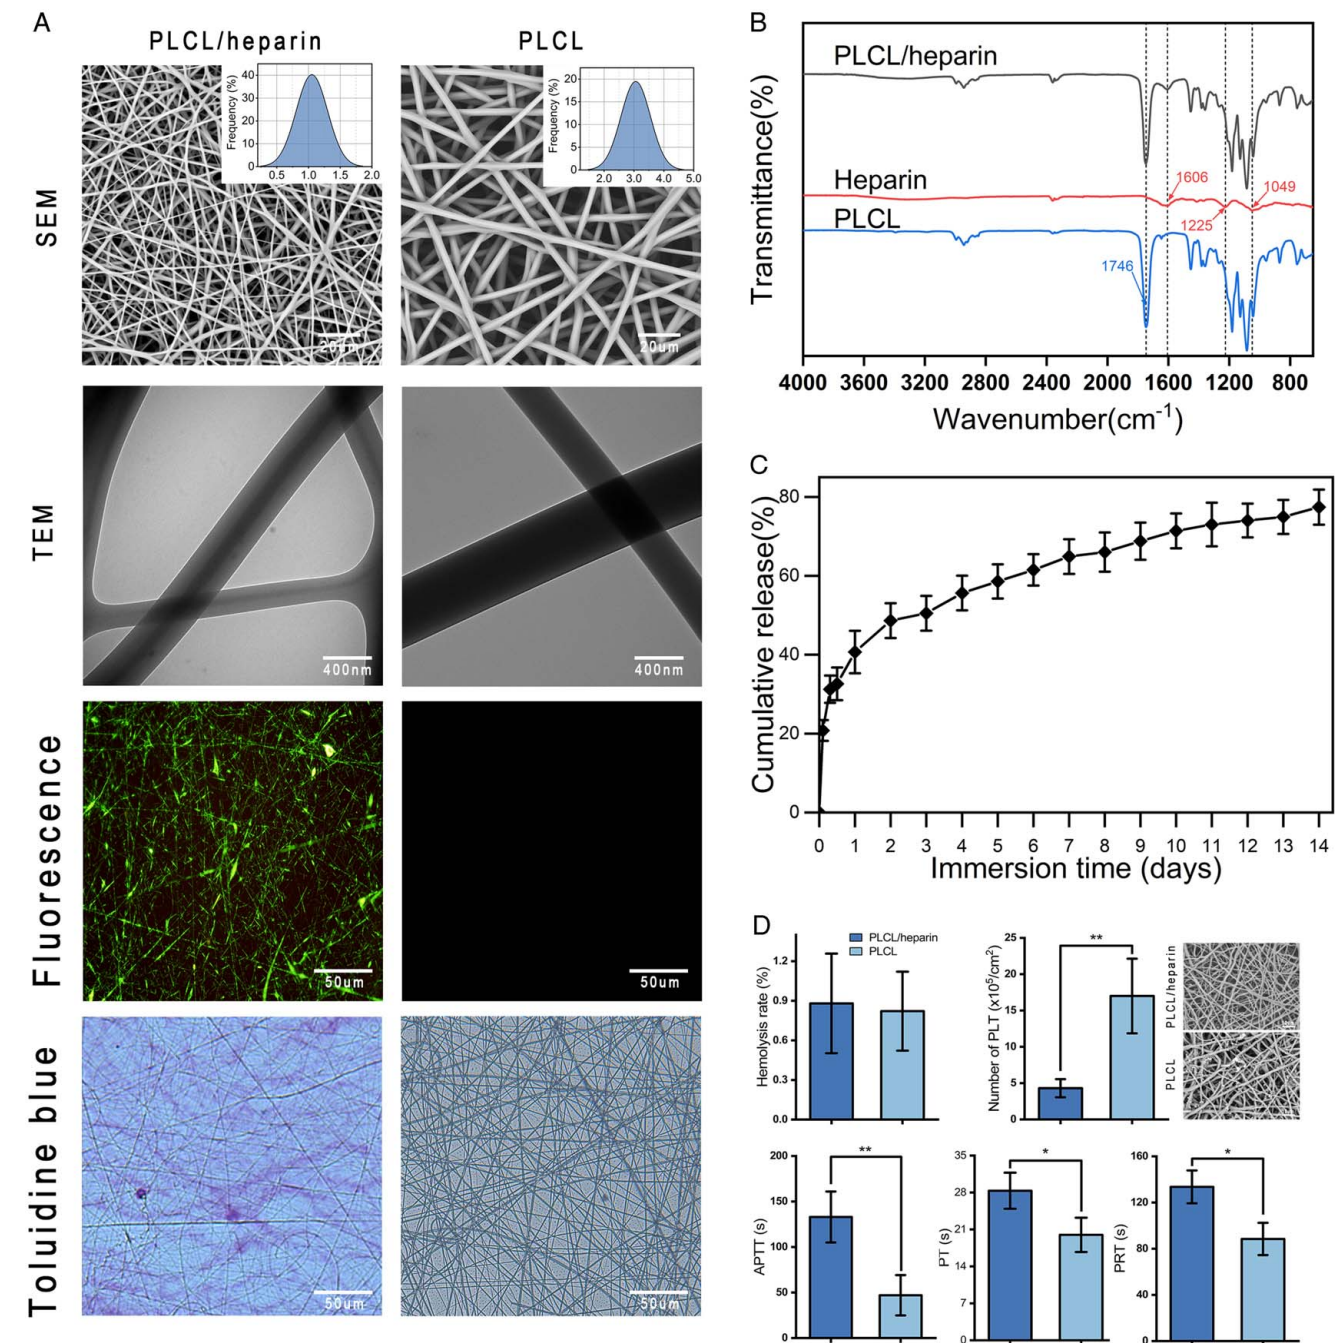 A
PLCL/heparin
PLCL
SEM
Frequency (%)
40
30
20
10
0
0.5 1.0 1.5 2.0
20um
Frequency (%)
20
15
10
5
0
2.0 3.0 4.0 5.0
20um
TEM
400nm
400nm
Fluorescence
50um
50um
Toluidine blue
50um
50um
B
Transmittance(%)
PLCL/heparin
Heparin
PLCL
1606
1049
1225
1746
4000 3600 3200 2800 2400 2000 1600 1200 800
Wavenumber(cm-1)
C
Cumulative release(%)
80
60
40
20
0
0 1 2 3 4 5 6 7 8 9 10 11 12 13 14
Immersion time (days)
D
PLCL/heparin
PLCL
Hemolysis rate (%)
1.2
0.9
0.6
0.3
0.0
Number of PLT (x10⁵/cm2)
25
20
15
10
5
0
**
PLCL/heparin
PLCL
APTT (s)
200
150
100
50
0
**
PT (s)
35
28
21
14
7
0
*
PRT (s)
160
120
80
40
0
*